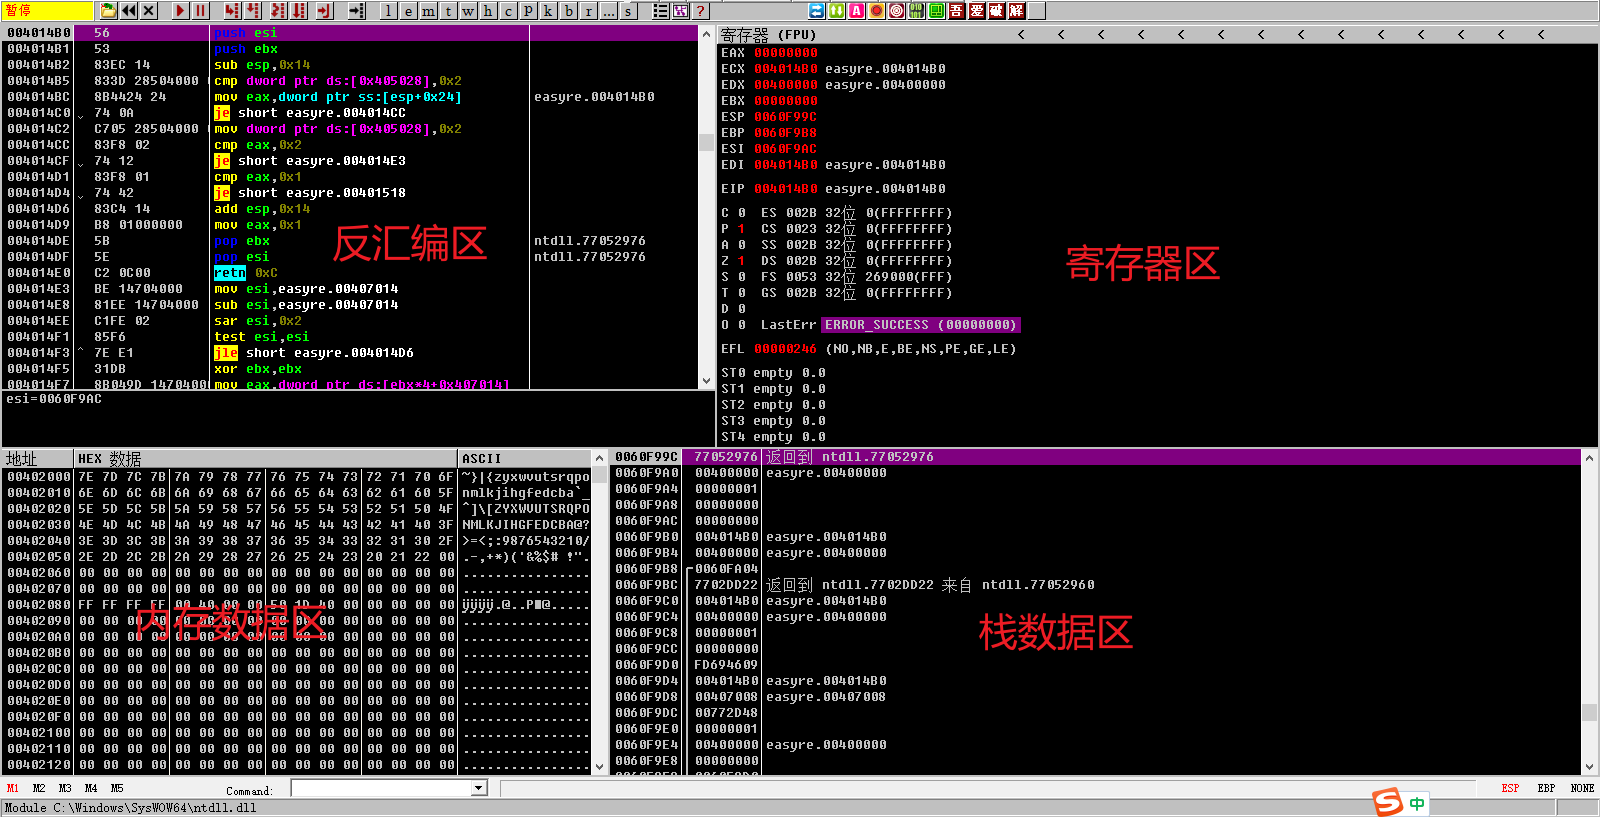 暂停
l e m t w h c p k b r ... s
A 吾 爱 破 解
004014B0 56 push esi
004014B1 53 push ebx
004014B2 83EC 14 sub esp,0x14
004014B5 833D 28504000 cmp dword ptr ds:[0x405028],0x2
004014BC 8B4424 24 mov eax,dword ptr ss:[esp+0x24] easyre.004014B0
004014C0 74 0A je short easyre.004014CC
004014C2 C705 28504000 mov dword ptr ds:[0x405028],0x2
004014CC 83F8 02 cmp eax,0x2
004014CF 74 12 je short easyre.004014E3
004014D1 83F8 01 cmp eax,0x1
004014D4 74 42 je short easyre.00401518
004014D6 83C4 14 add esp,0x14
004014D9 B8 01000000 mov eax,0x1
004014DE 5B pop ebx ntdll.77052976
004014DF 5E pop esi ntdll.77052976
004014E0 C2 0C00 retn 0xC
004014E3 BE 14704000 mov esi,easyre.00407014
004014E8 81EE 14704000 sub esi,easyre.00407014
004014EE C1FE 02 sar esi,0x2
004014F1 85F6 test esi,esi
004014F3 7E E1 jle short easyre.004014D6
004014F5 31DB xor ebx,ebx
004014F7 8B049D 14704000 mov eax,dword ptr ds:[ebx*4+0x407014]
反汇编区
esi=0060F9AC
寄存器 (FPU) < < < < < < < < < < < < < <
EAX 00000000
ECX 004014B0 easyre.004014B0
EDX 00400000 easyre.00400000
EBX 00000000
ESP 0060F99C
EBP 0060F9B8
ESI 0060F9AC
EDI 004014B0 easyre.004014B0
EIP 004014B0 easyre.004014B0
C 0 ES 002B 32位 0(FFFFFFFF)
P 1 CS 0023 32位 0(FFFFFFFF)
A 0 SS 002B 32位 0(FFFFFFFF)
Z 1 DS 002B 32位 0(FFFFFFFF)
S 0 FS 0053 32位 269000(FFF)
T 0 GS 002B 32位 0(FFFFFFFF)
D 0
O 0 LastErr ERROR_SUCCESS (00000000)
EFL 00000246 (NO,NB,E,BE,NS,PE,GE,LE)
ST0 empty 0.0
ST1 empty 0.0
ST2 empty 0.0
ST3 empty 0.0
ST4 empty 0.0
寄存器区
地址 HEX 数据 ASCII
00402000 7E 7D 7C 7B 7A 79 78 77 76 75 74 73 72 71 70 6F ~}|{zyxwvutsrqpo
00402010 6E 6D 6C 6B 6A 69 68 67 66 65 64 63 62 61 60 5F nmlkjihgfedcba`_
00402020 5E 5D 5C 5B 5A 59 58 57 56 55 54 53 52 51 50 4F ^]\[ZYXWVUTSRQPO
00402030 4E 4D 4C 4B 4A 49 48 47 46 45 44 43 42 41 40 3F NMLKJIHGFEDCBA@?
00402040 3E 3D 3C 3B 3A 39 38 37 36 35 34 33 32 31 30 2F >=<;:9876543210/
00402050 2E 2D 2C 2B 2A 29 28 27 26 25 24 23 20 21 22 00 .-,+*)('&%$# !".
00402060 00 00 00 00 00 00 00 00 00 00 00 00 00 00 00 00 ................
00402070 00 00 00 00 00 00 00 00 00 00 00 00 00 00 00 00 ................
00402080 FF FF FF FF 00 40 00 00
00402090 00 00
004020A0 00 00 00 00 00 00 00 00 00 00 00 00 00 00 00 00 ................
004020B0 00 00 00 00 00 00 00 00 00 00 00 00 00 00 00 00 ................
004020C0 00 00 00 00 00 00 00 00 00 00 00 00 00 00 00 00 ................
004020D0 00 00 00 00 00 00 00 00 00 00 00 00 00 00 00 00 ................
004020E0 00 00 00 00 00 00 00 00 00 00 00 00 00 00 00 00 ................
004020F0 00 00 00 00 00 00 00 00 00 00 00 00 00 00 00 00 ................
00402100 00 00 00 00 00 00 00 00 00 00 00 00 00 00 00 00 ................
00402110 00 00 00 00 00 00 00 00 00 00 00 00 00 00 00 00 ................
00402120 00 00 00 00 00 00 00 00 00 00 00 00 00 00 00 00 ................
内存数据区
0060F99C 77052976 返回到 ntdll.77052976
0060F9A0 00400000 easyre.00400000
0060F9A4 00000001
0060F9A8 00000000
0060F9AC 00000000
0060F9B0 004014B0 easyre.004014B0
0060F9B4 00400000 easyre.00400000
0060F9B8 0060FA04
0060F9BC 7702DD22 返回到 ntdll.7702DD22 来自 ntdll.77052960
0060F9C0 004014B0 easyre.004014B0
0060F9C4 00400000 easyre.00400000
0060F9C8 00000001
0060F9CC 00000000
0060F9D0 FD694609
0060F9D4 004014B0 easyre.004014B0
0060F9D8 00407008 easyre.00407008
0060F9DC 00772D48
0060F9E0 00000001
0060F9E4 00400000 easyre.00400000
0060F9E8 00000000
栈数据区
M1 M2 M3 M4 M5 Command: ESP EBP NONE
Module C:\Windows\SysWOW64\ntdll.dll
S 中